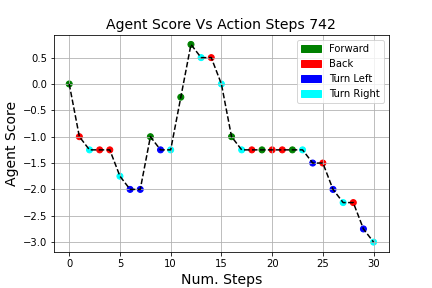 Agent Score Vs Action Steps 742
Forward
Back
Turn Left
Turn Right
Agent Score
0.5
0.0
−0.5
−1.0
−1.5
−2.0
−2.5
−3.0
0 5 10 15 20 25 30
Num. Steps